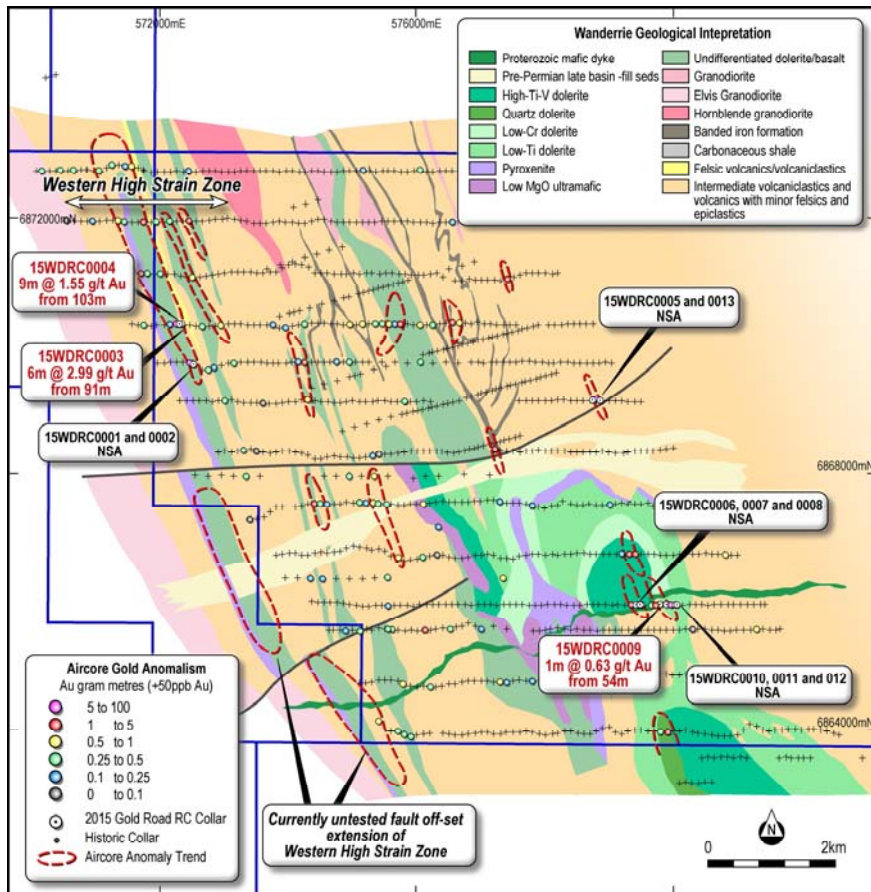 572000mE
576000mE
Wanderrie Geological Intepretation
Proterozoic mafic dyke
Pre-Permian late basin -fill seds
High-Ti-V dolerite
Quartz dolerite
Low-Cr dolerite
Low-Ti dolerite
Pyroxenite
Low MgO ultramafic
Undifferentiated dolerite/basalt
Granodiorite
Elvis Granodiorite
Hornblende granodiorite
Banded iron formation
Carbonaceous shale
Felsic volcanics/volcaniclastics
Intermediate volcaniclastics and
volcanics with minor felsics and
epiclastics
Western High Strain Zone
6872000mN
15WDRC0004
9m @ 1.55 g/t Au
from 103m
15WDRC0003
6m @ 2.99 g/t Au
from 91m
15WDRC0001 and 0002
NSA
15WDRC0005 and 0013
NSA
6868000mN
15WDRC0006, 0007 and 0008
NSA
15WDRC0009
1m @ 0.63 g/t Au
from 54m
15WDRC0010, 0011 and 012
NSA
6864000mN
Aircore Gold Anomalism
Au gram metres (+50ppb Au)
5 to 100
1 to 5
0.5 to 1
0.25 to 0.5
0.1 to 0.25
0 to 0.1
2015 Gold Road RC Collar
Historic Collar
Aircore Anomaly Trend
Currently untested fault off-set
extension of
Western High Strain Zone
N
0 2km